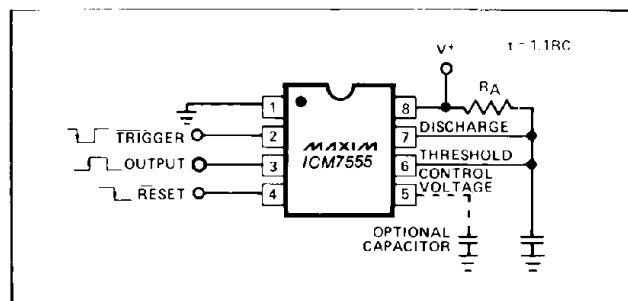 V+
t = 1.1RC
RA
1
8
DISCHARGE
TRIGGER
2
7
MAXIM
ICM7555
THRESHOLD
OUTPUT
3
6
CONTROL
VOLTAGE
RESET
4
5
OPTIONAL
CAPACITOR